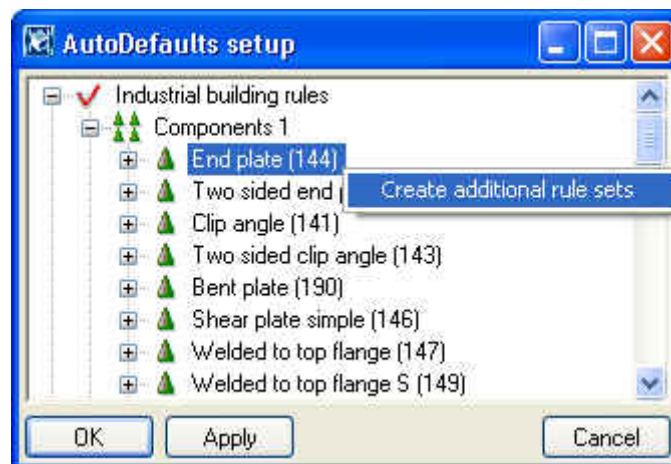 AutoDefaults setup
Industrial building rules
Components 1
End plate (144)
Create additional rule sets
Two sided end
Clip angle (141)
Two sided clip angle (143)
Bent plate (190)
Shear plate simple (146)
Welded to top flange (147)
Welded to top flange S (149)
OK Apply Cancel